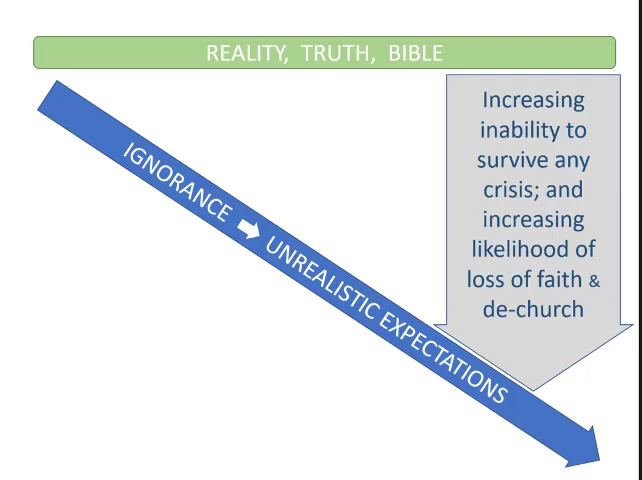 REALITY, TRUTH, BIBLE
IGNORANCE
UNREALISTIC EXPECTATIONS
Increasing
inability to
survive any
crisis; and
increasing
likelihood of
loss of faith &
de-church